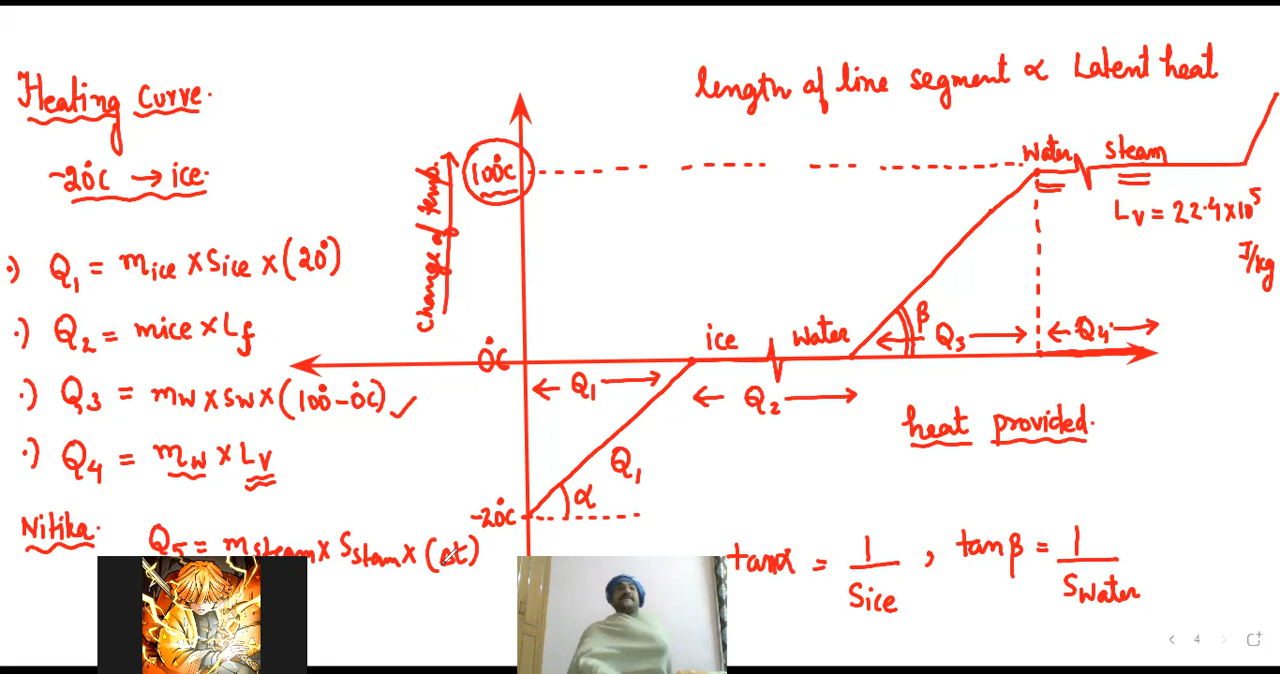 Heating Curve.
-20°C → ice.
·) Q1 = mice × Sice × (20°)
·) Q2 = mice × Lf
·) Q3 = mw × sw × (100° - 0°C) ✓
·) Q4 = mw × Lv
Nitika.
Q5 = msteam × Sstam × (Δt)
length of line segment ∝ Latent heat
Change of temp.
100°C
0°C
-20°C
Q1
Q1
α
ice
water
Q2
β
Q3
Q4
water
steam
Lv = 22.4×10^5
J/kg
heat provided.
tanα = 1/Sice , tanβ = 1/Swater
4